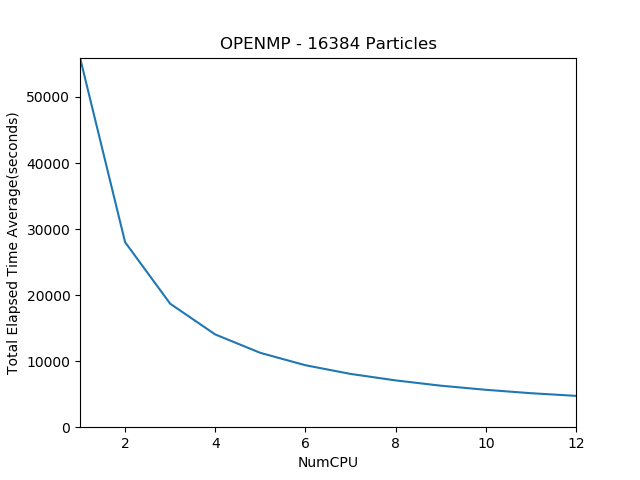 OPENMP - 16384 Particles
Total Elapsed Time Average(seconds)
50000
40000
30000
20000
10000
0
2 4 6 8 10 12
NumCPU